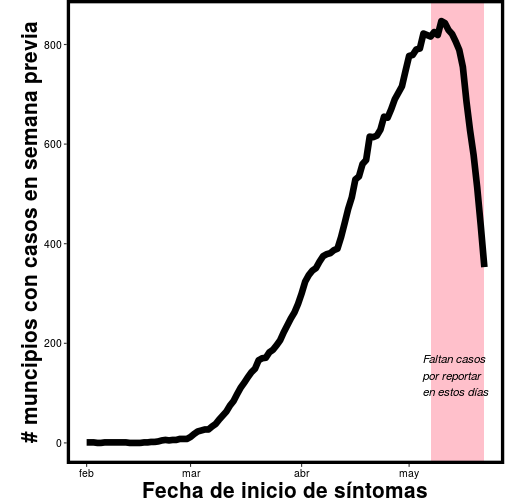 # muncipios con casos en semana previa
800
600
400
200
0
Faltan casos
por reportar
en estos días
feb mar abr may
Fecha de inicio de síntomas